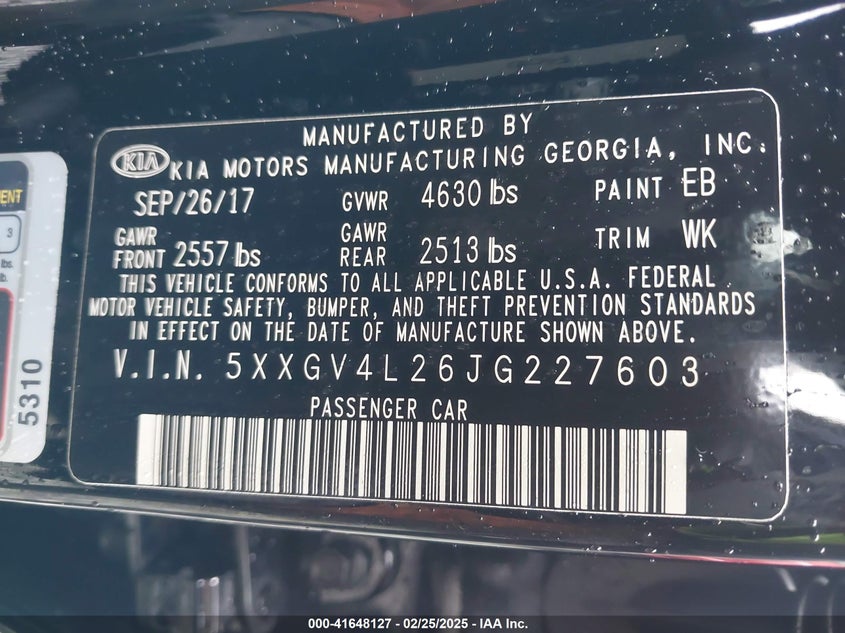 MANUFACTURED BY
KIA KIA MOTORS MANUFACTURING GEORGIA, INC.
SEP/26/17 GVWR 4630 lbs PAINT EB
GAWR FRONT 2557 lbs GAWR REAR 2513 lbs TRIM WK
THIS VEHICLE CONFORMS TO ALL APPLICABLE U.S.A. FEDERAL
MOTOR VEHICLE SAFETY, BUMPER, AND THEFT PREVENTION STANDARDS
IN EFFECT ON THE DATE OF MANUFACTURE SHOWN ABOVE.
V.I.N. 5XXGV4L26JG227603
PASSENGER CAR
3
lbs.
5310
000-41648127 - 02/25/2025 - IAA Inc.